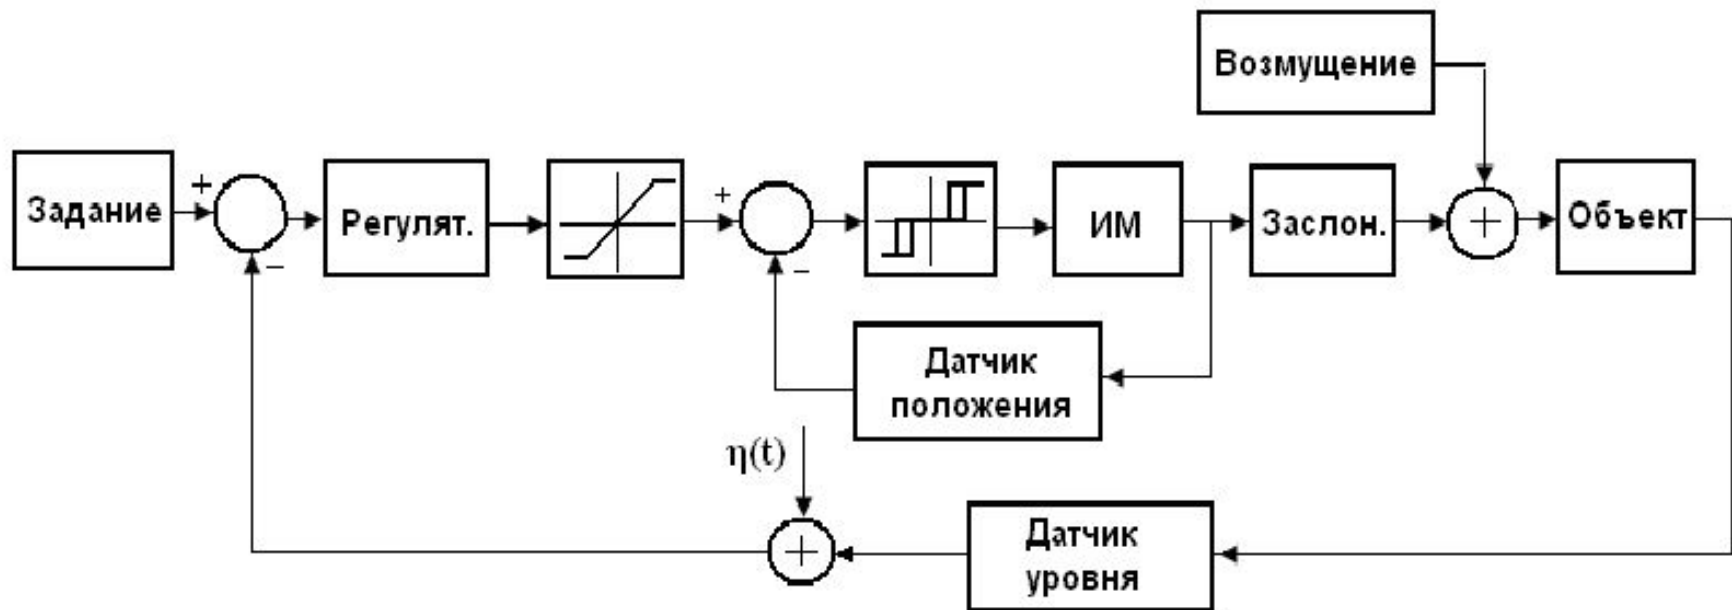 Возмущение
Задание
+
−
Регулят.
+
−
ИМ
Заслон.
+
Объект
Датчик
положения
η(t)
+
Датчик
уровня